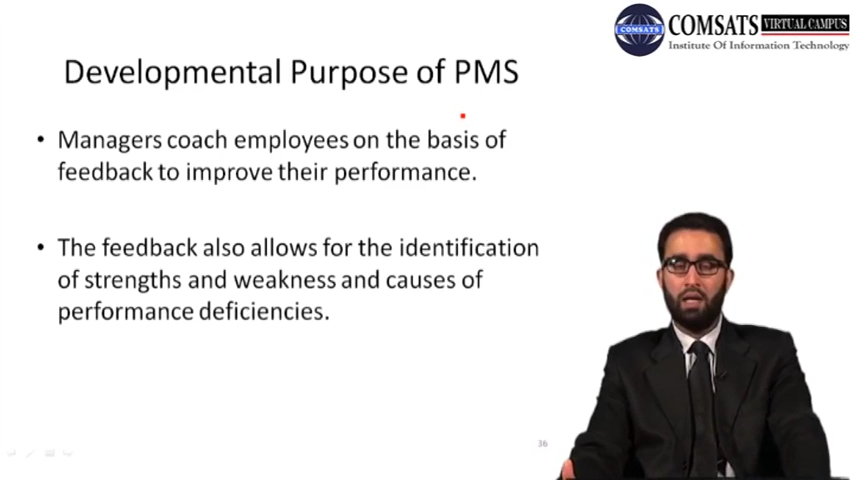 COMSATS
COMSATS VIRTUAL CAMPUS
Institute Of Information Technology
Developmental Purpose of PMS
• Managers coach employees on the basis of
feedback to improve their performance.
• The feedback also allows for the identification
of strengths and weakness and causes of
performance deficiencies.
36